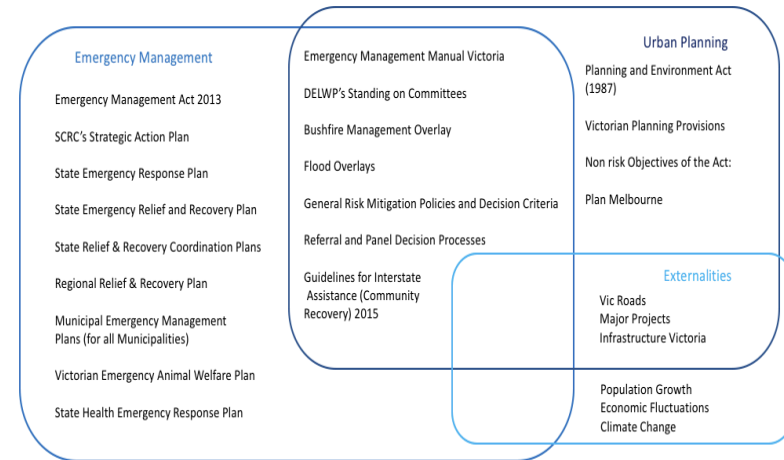 Emergency Management
Emergency Management Act 2013
SCRC's Strategic Action Plan
State Emergency Response Plan
State Emergency Relief and Recovery Plan
State Relief & Recovery Coordination Plans
Regional Relief & Recovery Plan
Municipal Emergency Management
Plans (for all Municipalities)
Victorian Emergency Animal Welfare Plan
State Health Emergency Response Plan
Emergency Management Manual Victoria
DELWP's Standing on Committees
Bushfire Management Overlay
Flood Overlays
General Risk Mitigation Policies and Decision Criteria
Referral and Panel Decision Processes
Guidelines for Interstate
Assistance (Community
Recovery) 2015
Urban Planning
Planning and Environment Act
(1987)
Victorian Planning Provisions
Non risk Objectives of the Act:
Plan Melbourne
Externalities
Vic Roads
Major Projects
Infrastructure Victoria
Population Growth
Economic Fluctuations
Climate Change